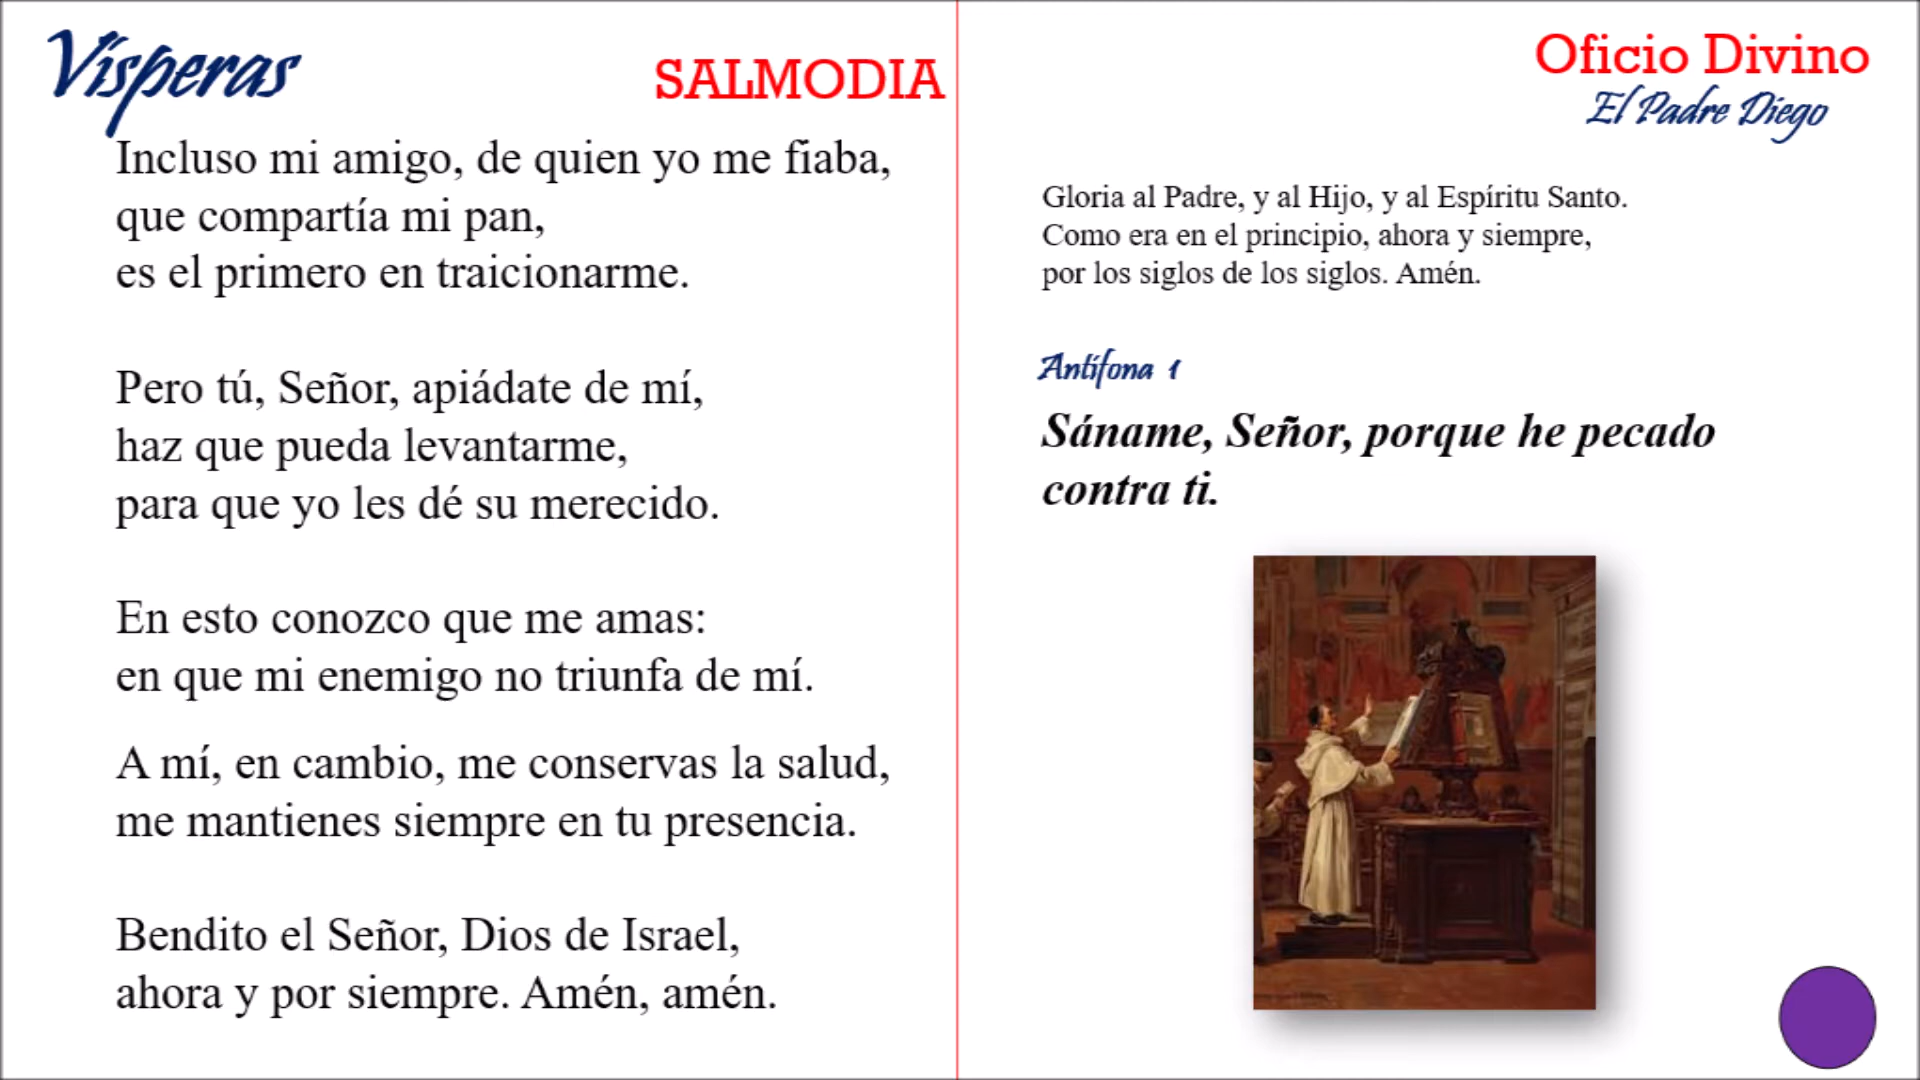 Vísperas
SALMODIA
Incluso mi amigo, de quien yo me fiaba,
que compartía mi pan,
es el primero en traicionarme.
Pero tú, Señor, apiádate de mí,
haz que pueda levantarme,
para que yo les dé su merecido.
En esto conozco que me amas:
en que mi enemigo no triunfa de mí.
A mí, en cambio, me conservas la salud,
me mantienes siempre en tu presencia.
Bendito el Señor, Dios de Israel,
ahora y por siempre. Amén, amén.
Oficio Divino
El Padre Diego
Gloria al Padre, y al Hijo, y al Espíritu Santo.
Como era en el principio, ahora y siempre,
por los siglos de los siglos. Amén.
Antífona 1
Sáname, Señor, porque he pecado
contra ti.